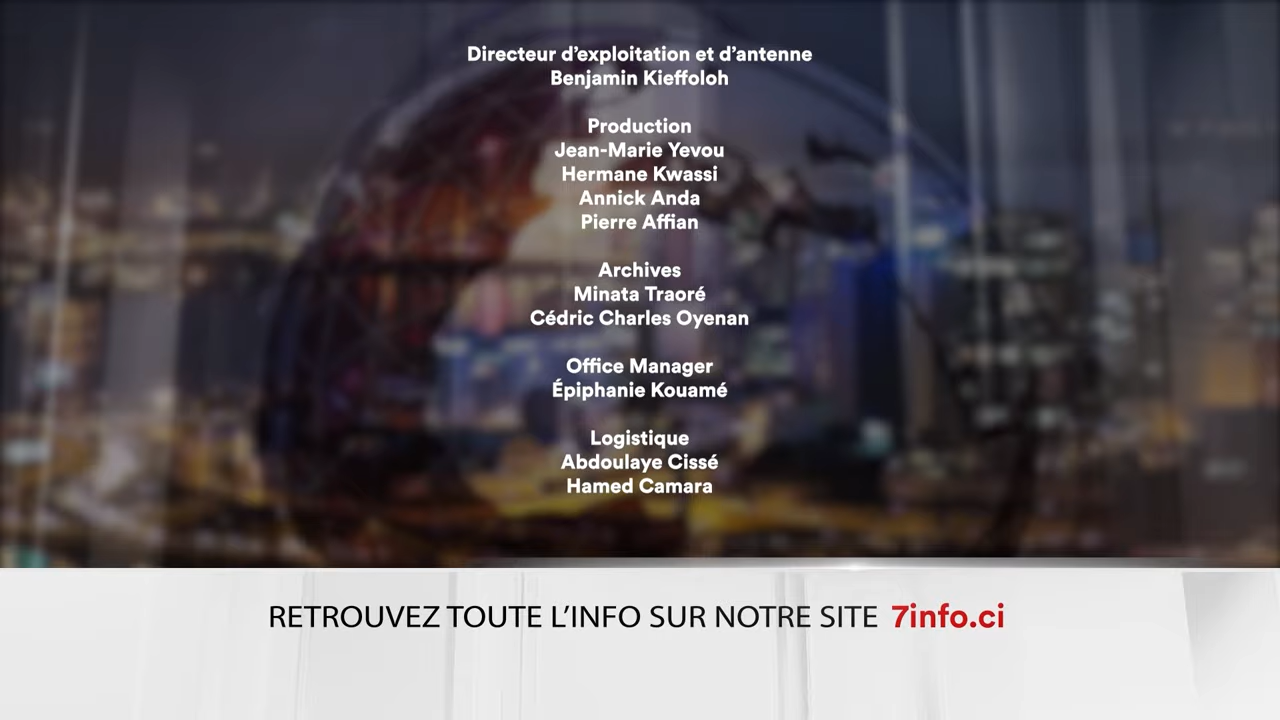 Directeur d’exploitation et d’antenne
Benjamin Kieffoloh
Production
Jean-Marie Yevou
Hermane Kwassi
Annick Anda
Pierre Affian
Archives
Minata Traoré
Cédric Charles Oyenan
Office Manager
Épiphanie Kouamé
Logistique
Abdoulaye Cissé
Hamed Camara
RETROUVEZ TOUTE L’INFO SUR NOTRE SITE 7info.ci